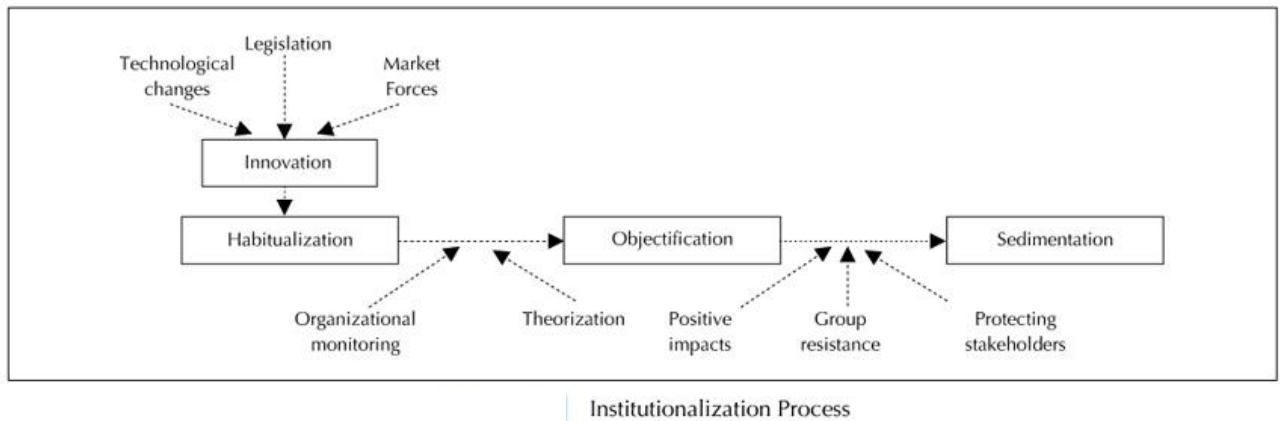 Legislation
Technological
changes
Market
Forces
Innovation
Habitualization
Objectification
Sedimentation
Organizational
monitoring
Theorization
Positive
impacts
Group
resistance
Protecting
stakeholders
Institutionalization Process